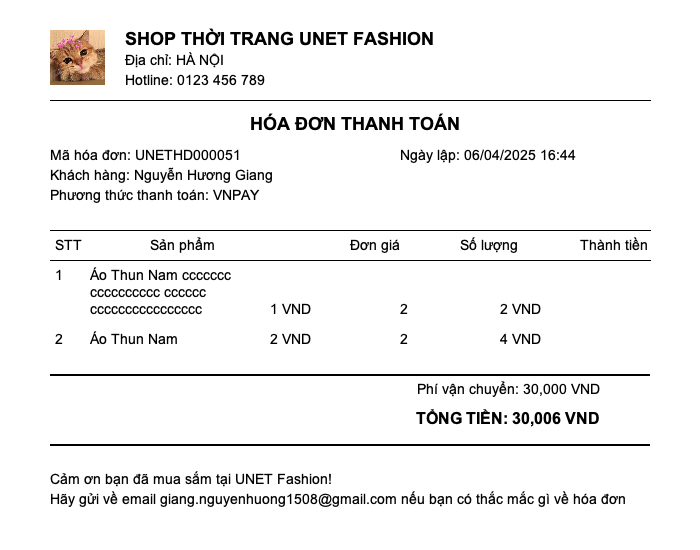 SHOP THỜI TRANG UNET FASHION
Địa chỉ: HÀ NỘI
Hotline: 0123 456 789
HÓA ĐƠN THANH TOÁN
Mã hóa đơn: UNETHD000051 Ngày lập: 06/04/2025 16:44
Khách hàng: Nguyễn Hương Giang
Phương thức thanh toán: VNPAY
STT Sản phẩm Đơn giá Số lượng Thành tiền
1 Áo Thun Nam ccccccc
cccccccccc cccccc
cccccccccccccccc 1 VND 2 2 VND
2 Áo Thun Nam 2 VND 2 4 VND
Phí vận chuyển: 30,000 VND
TỔNG TIỀN: 30,006 VND
Cảm ơn bạn đã mua sắm tại UNET Fashion!
Hãy gửi về email giang.nguyenhuong1508@gmail.com nếu bạn có thắc mắc gì về hóa đơn